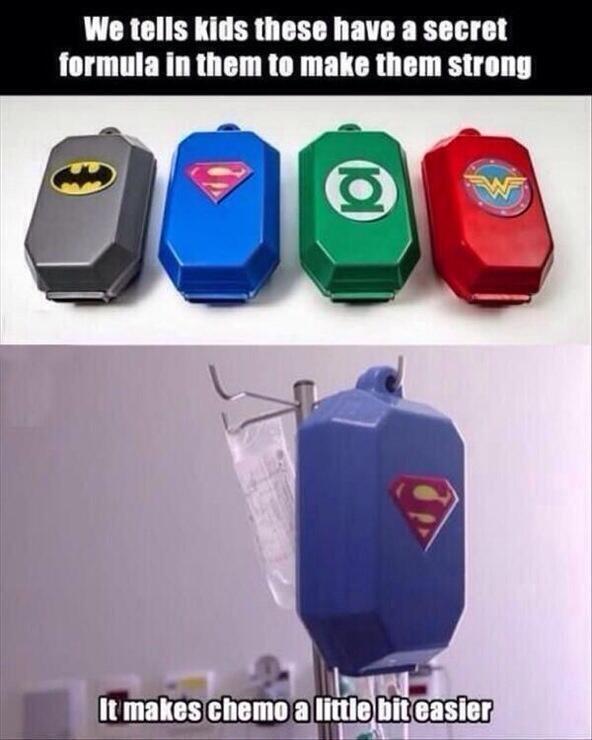 We tells kids these have a secret
formula in them to make them strong
It makes chemo a little bit easier